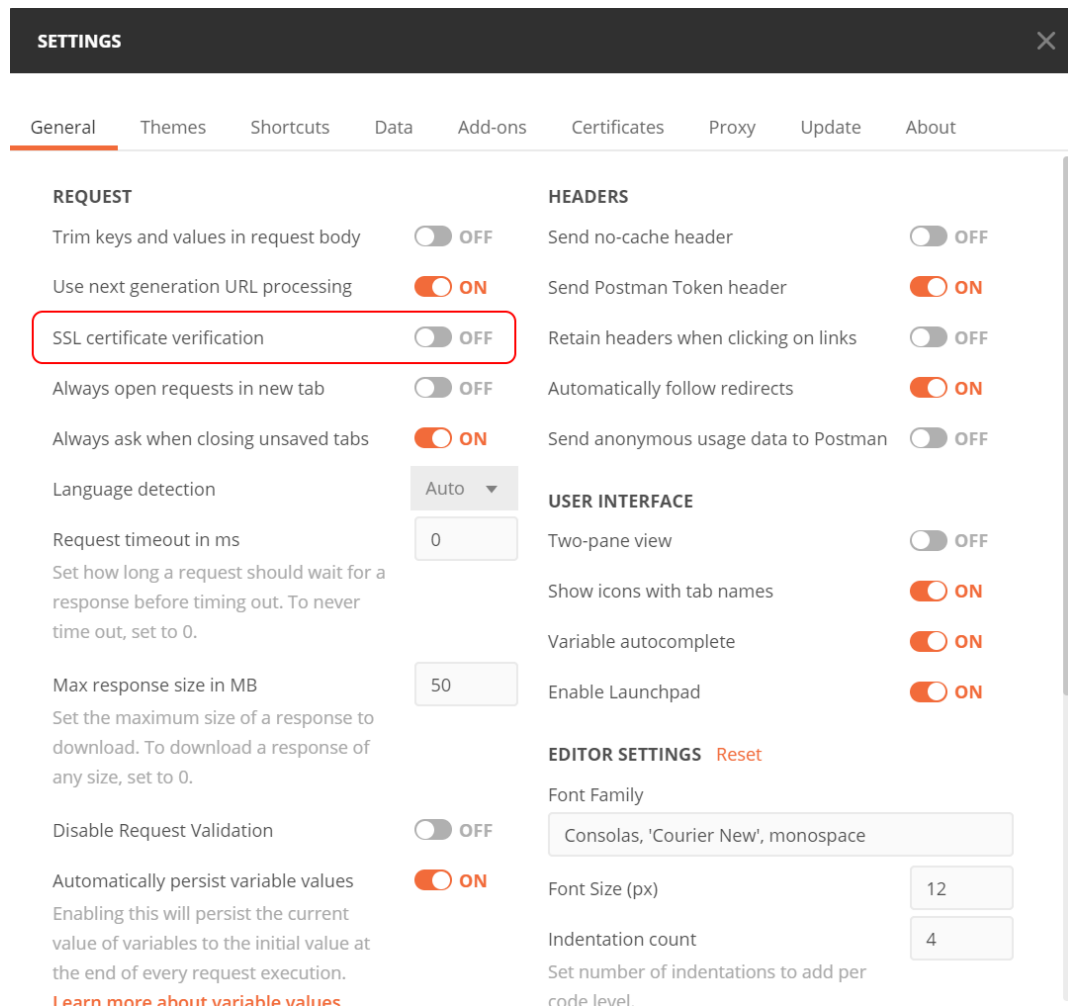 SETTINGS
General Themes Shortcuts Data Add-ons Certificates Proxy Update About
REQUEST
Trim keys and values in request body OFF
Use next generation URL processing ON
SSL certificate verification OFF
Always open requests in new tab OFF
Always ask when closing unsaved tabs ON
Language detection Auto
Request timeout in ms 0
Set how long a request should wait for a
response before timing out. To never
time out, set to 0.
Max response size in MB 50
Set the maximum size of a response to
download. To download a response of
any size, set to 0.
Disable Request Validation OFF
Automatically persist variable values ON
Enabling this will persist the current
value of variables to the initial value at
the end of every request execution.
Learn more about variable values
HEADERS
Send no-cache header OFF
Send Postman Token header ON
Retain headers when clicking on links OFF
Automatically follow redirects ON
Send anonymous usage data to Postman OFF
USER INTERFACE
Two-pane view OFF
Show icons with tab names ON
Variable autocomplete ON
Enable Launchpad ON
EDITOR SETTINGS Reset
Font Family
Consolas, 'Courier New', monospace
Font Size (px) 12
Indentation count 4
Set number of indentations to add per
code level.